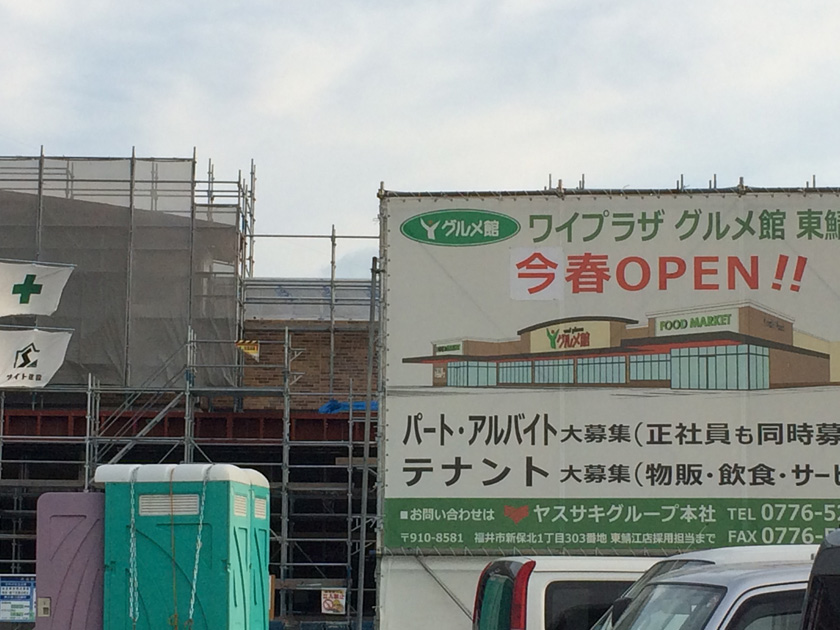 グルメ館 ワイプラザ グルメ館 東鯖
今春OPEN!!
グルメ館
FOOD MARKET
パート・アルバイト大募集(正社員も同時募
テナント 大募集(物販・飲食・サービ
■お問い合わせは ヤスサキグループ本社 TEL 0776-5
〒910-8581 福井市新保北1丁目303番地 東鯖江店採用担当まで FAX 0776-